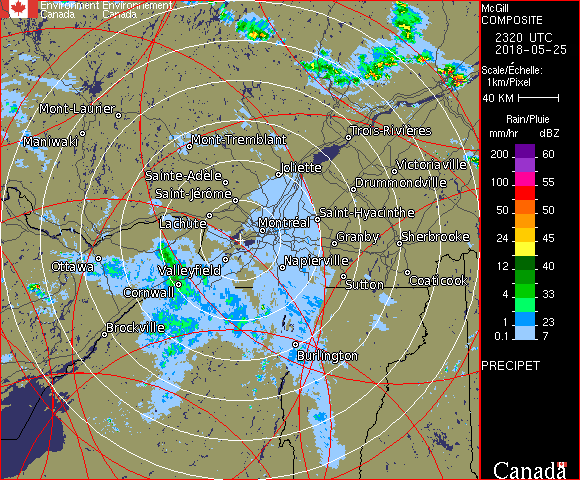 Environment Environnement
Canada Canada
McGill
COMPOSITE
2320 UTC
2018-05-25
Scale/Échelle:
1km/Pixel
40 KM
Rain/Pluie
mm/hr dBZ
200 60
100 55
50 50
24 45
12 40
4 33
1 23
0.1 7
PRECIPET
Canada
Mont-Laurier
Maniwaki
Mont-Tremblant
Trois-Rivières
Sainte-Adèle
Joliette
Victoriaville
Saint-Jérôme
Drummondville
Lachute
Montréal
Saint-Hyacinthe
Granby
Sherbrooke
Ottawa
Valleyfield
Napierville
Cornwall
Sutton
Coaticook
Brockville
Burlington